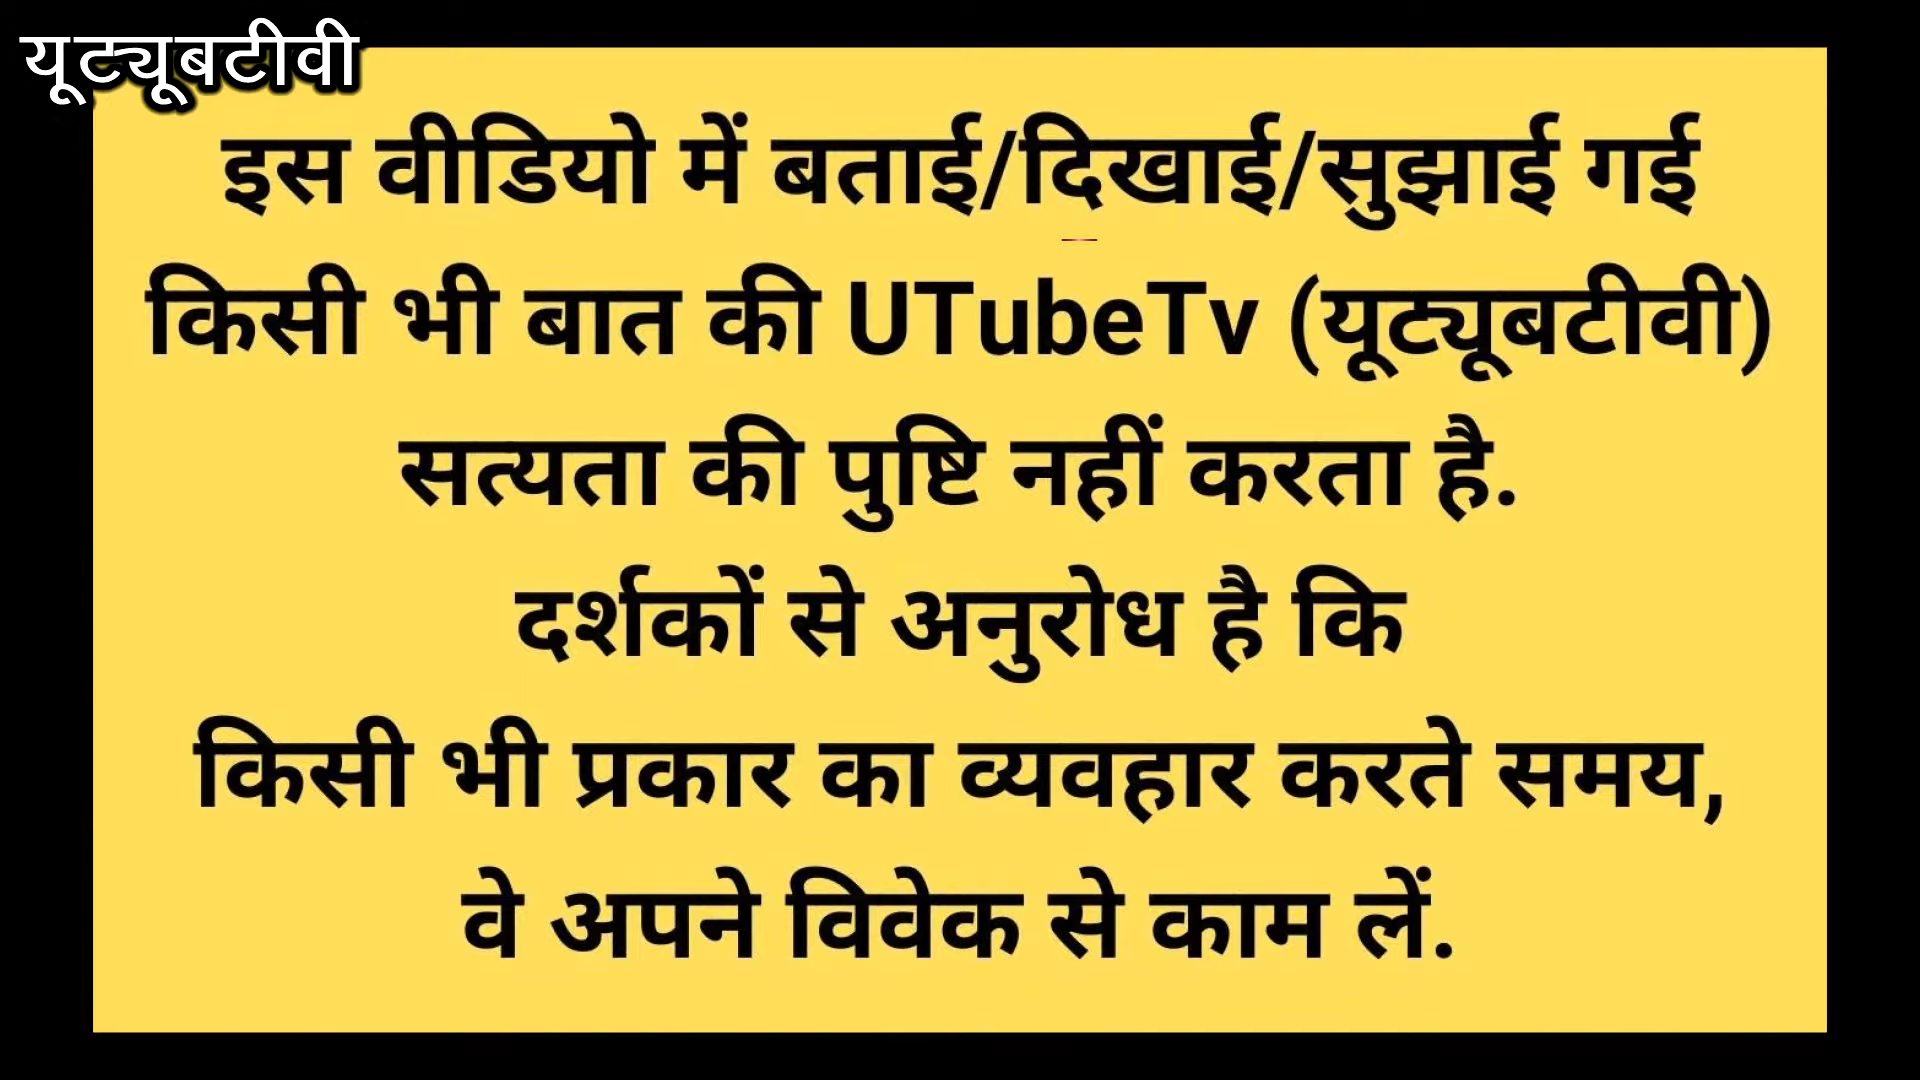 यूट्यूबटीवी
इस वीडियो में बताई/दिखाई/सुझाई गई
किसी भी बात की UTubeTv (यूट्यूबटीवी)
सत्यता की पुष्टि नहीं करता है.
दर्शकों से अनुरोध है कि
किसी भी प्रकार का व्यवहार करते समय,
वे अपने विवेक से काम लें.